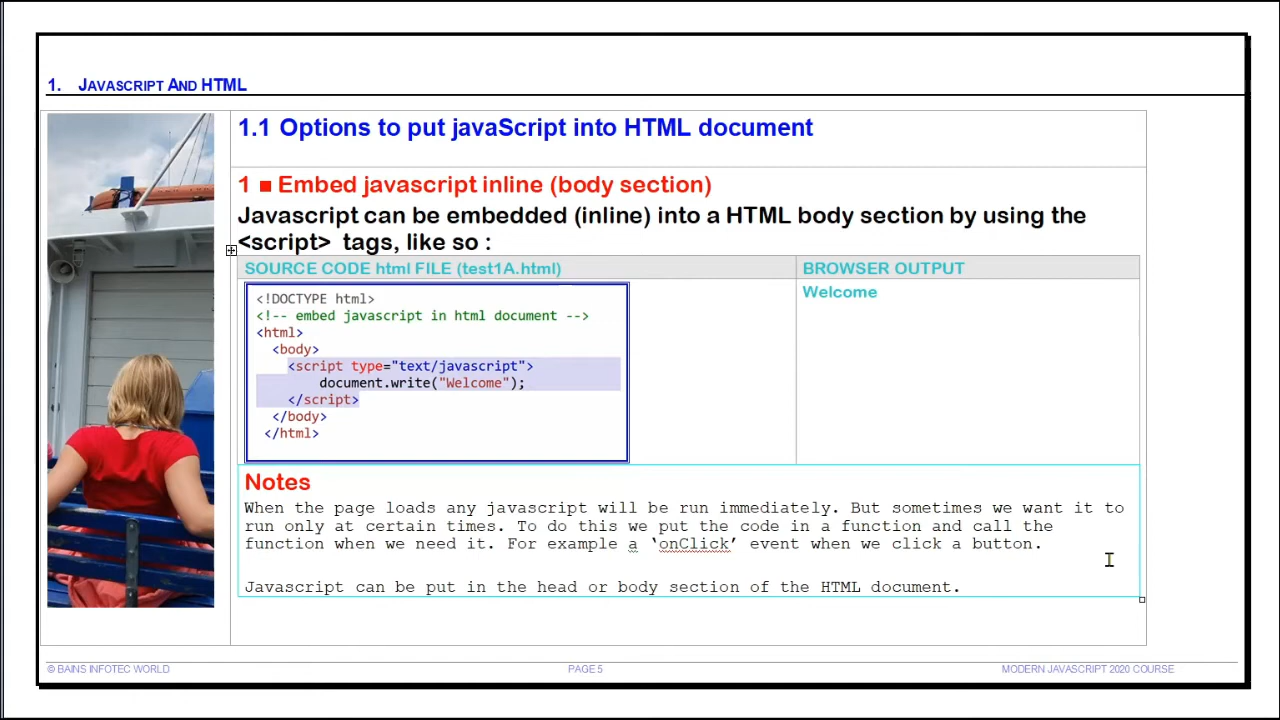 1. JAVASCRIPT AND HTML
1.1 Options to put javaScript into HTML document
1 ■ Embed javascript inline (body section)
Javascript can be embedded (inline) into a HTML body section by using the
<script> tags, like so :
SOURCE CODE html FILE (test1A.html)
BROWSER OUTPUT
<!DOCTYPE html>
<!-- embed javascript in html document -->
<html>
<body>
<script type="text/javascript">
document.write("Welcome");
</script>
</body>
</html>
Welcome
Notes
When the page loads any javascript will be run immediately. But sometimes we want it to
run only at certain times. To do this we put the code in a function and call the
function when we need it. For example a ‘onClick’ event when we click a button.
Javascript can be put in the head or body section of the HTML document.
© BAINS INFOTEC WORLD
PAGE 5
MODERN JAVASCRIPT 2020 COURSE